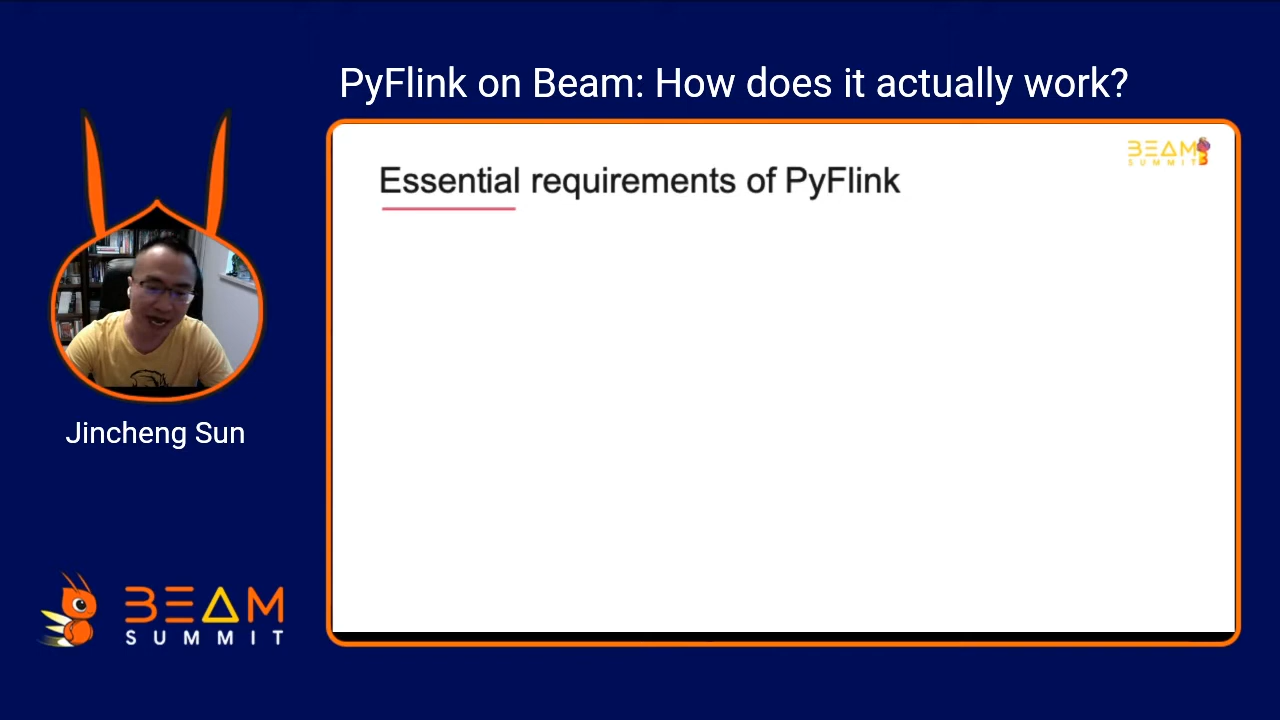 PyFlink on Beam: How does it actually work?
BEAM
SUMMIT
Essential requirements of PyFlink
Jincheng Sun
BEAM
SUMMIT